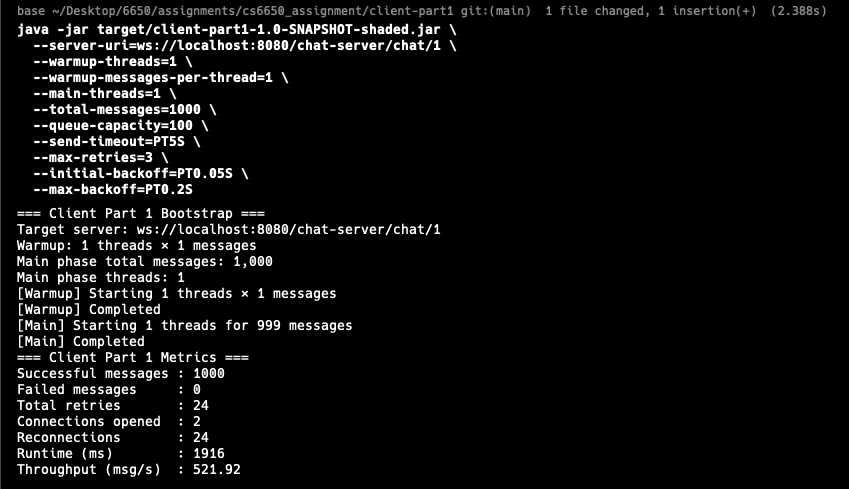 base ~/Desktop/6650/assignments/cs6650_assignment/client-part1 git:(main)  1 file changed, 1 insertion(+)  (2.388s)
java -jar target/client-part1-1.0-SNAPSHOT-shaded.jar \
  --server-uri=ws://localhost:8080/chat-server/chat/1 \
  --warmup-threads=1 \
  --warmup-messages-per-thread=1 \
  --main-threads=1 \
  --total-messages=1000 \
  --queue-capacity=100 \
  --send-timeout=PT5S \
  --max-retries=3 \
  --initial-backoff=PT0.05S \
  --max-backoff=PT0.2S
=== Client Part 1 Bootstrap ===
Target server: ws://localhost:8080/chat-server/chat/1
Warmup: 1 threads × 1 messages
Main phase total messages: 1,000
Main phase threads: 1
[Warmup] Starting 1 threads × 1 messages
[Warmup] Completed
[Main] Starting 1 threads for 999 messages
[Main] Completed
=== Client Part 1 Metrics ===
Successful messages : 1000
Failed messages     : 0
Total retries       : 24
Connections opened  : 2
Reconnections       : 24
Runtime (ms)        : 1916
Throughput (msg/s)  : 521.92